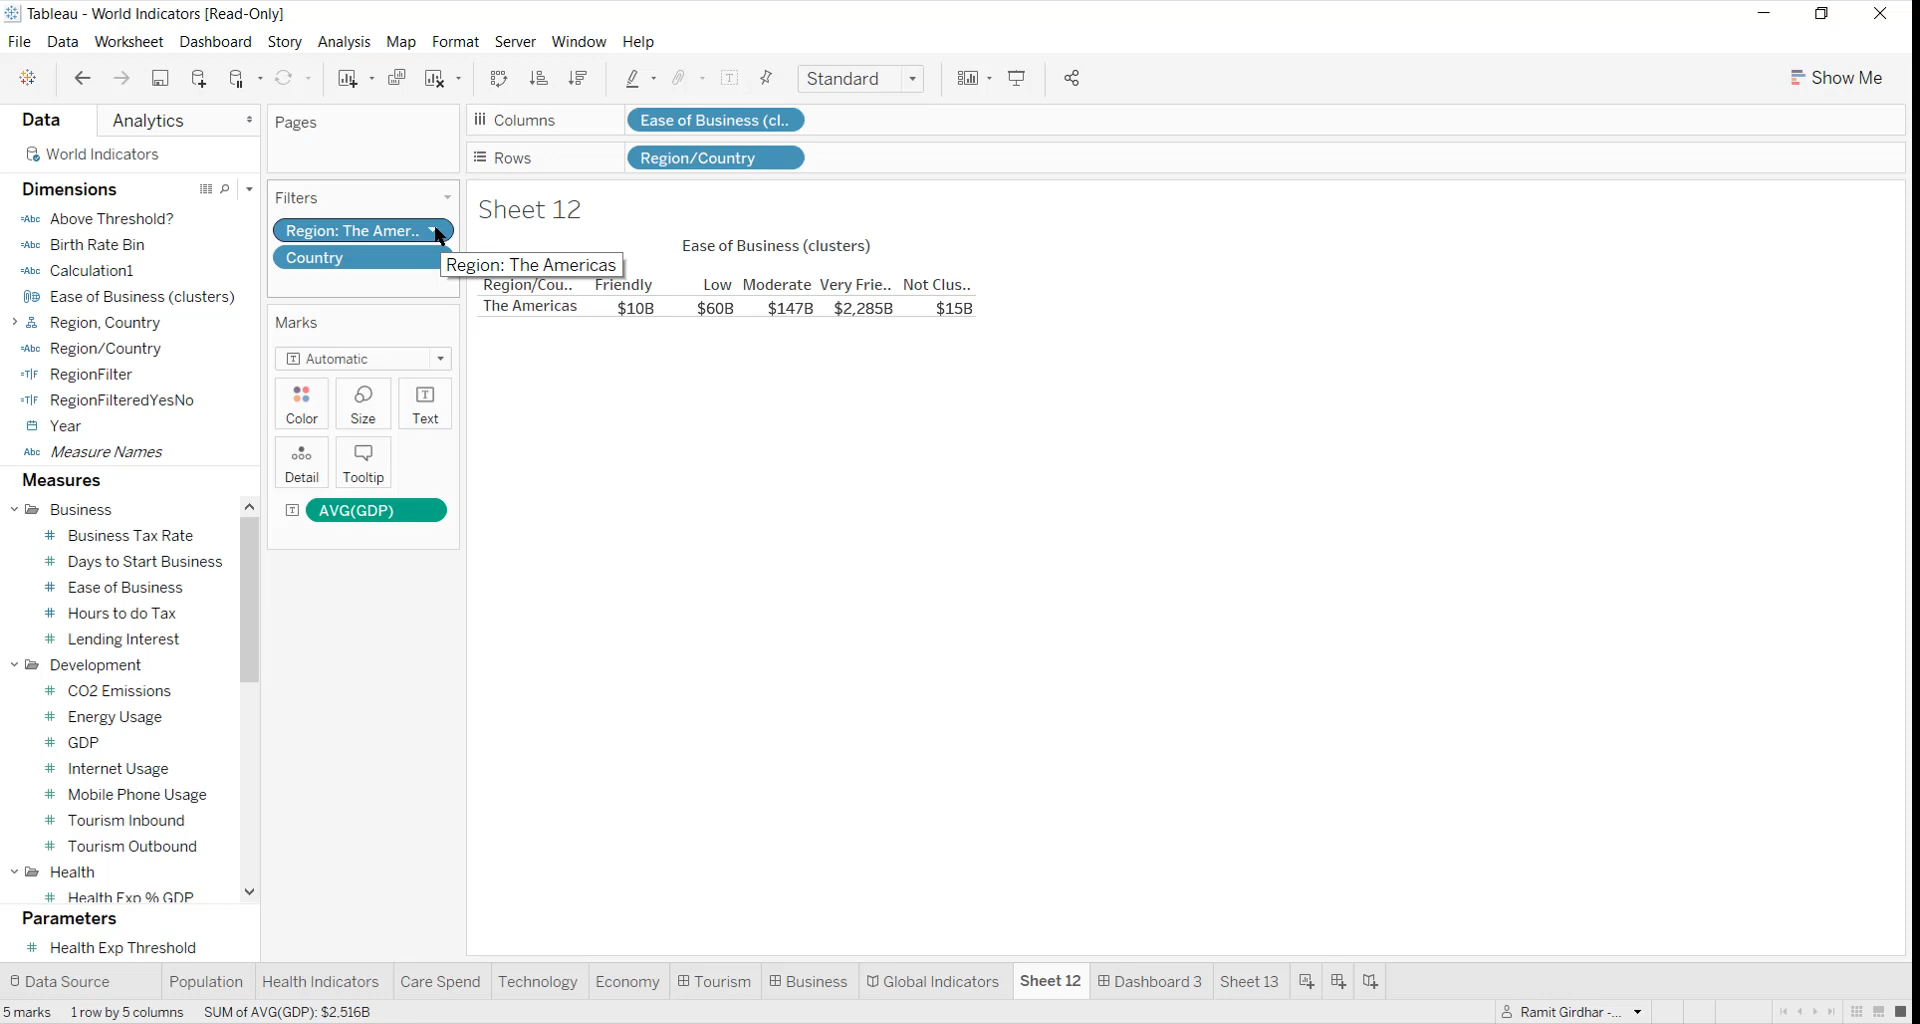 Tableau - World Indicators [Read-Only]
File Data Worksheet Dashboard Story Analysis Map Format Server Window Help
Standard
Show Me
Data Analytics
World Indicators
Dimensions
Abc Above Threshold?
Abc Birth Rate Bin
Abc Calculation1
Ease of Business (clusters)
Region, Country
Abc Region/Country
T|F RegionFilter
T|F RegionFilteredYesNo
Year
Abc Measure Names
Measures
Business
Business Tax Rate
Days to Start Business
Ease of Business
Hours to do Tax
Lending Interest
Development
CO2 Emissions
Energy Usage
GDP
Internet Usage
Mobile Phone Usage
Tourism Inbound
Tourism Outbound
Health
Health Exp % GDP
Parameters
Health Exp Threshold
Pages
Filters
Region: The Amer..
Country
Region: The Americas
Marks
Automatic
Color Size Text
Detail Tooltip
AVG(GDP)
Columns Ease of Business (cl..
Rows Region/Country
Sheet 12
Ease of Business (clusters)
Region/Cou.. Friendly Low Moderate Very Frie.. Not Clus..
The Americas $10B $60B $147B $2,285B $15B
Data Source Population Health Indicators Care Spend Technology Economy Tourism Business Global Indicators Sheet 12 Dashboard 3 Sheet 13
5 marks 1 row by 5 columns SUM of AVG(GDP): $2,516B
Ramit Girdhar -...